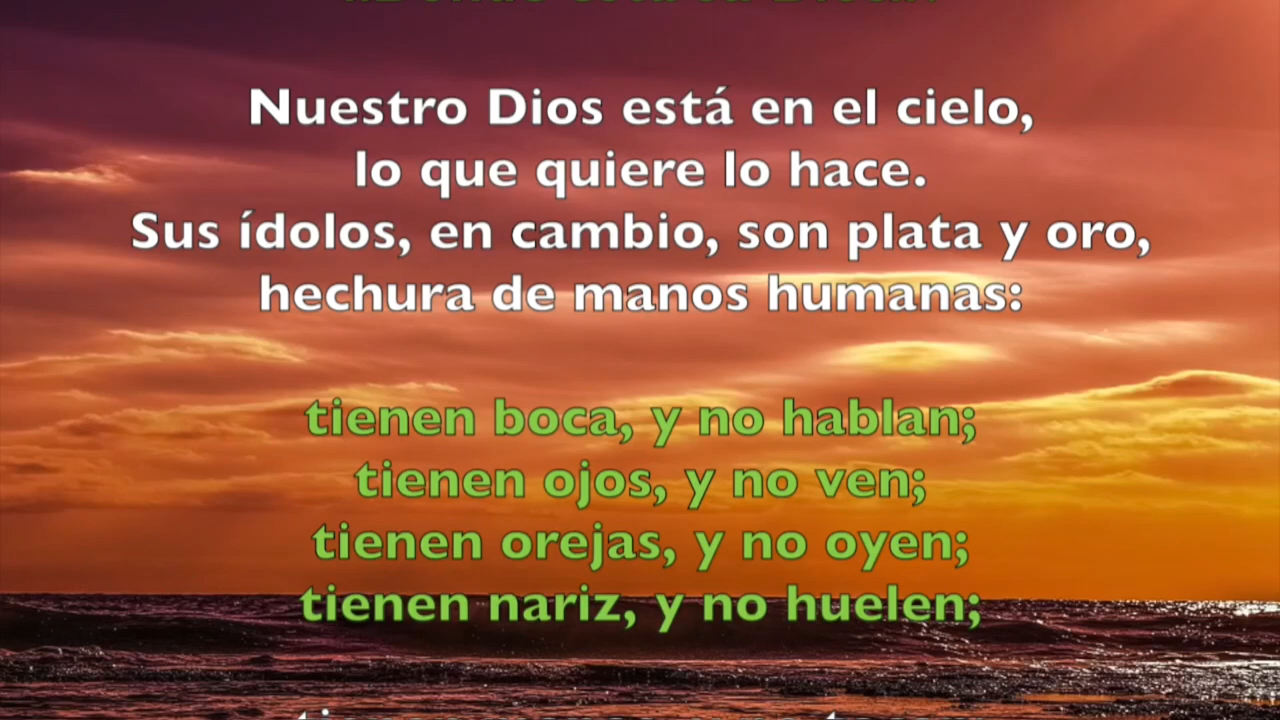 Nuestro Dios está en el cielo,
lo que quiere lo hace.
Sus ídolos, en cambio, son plata y oro,
hechura de manos humanas:
tienen boca, y no hablan;
tienen ojos, y no ven;
tienen orejas, y no oyen;
tienen nariz, y no huelen;